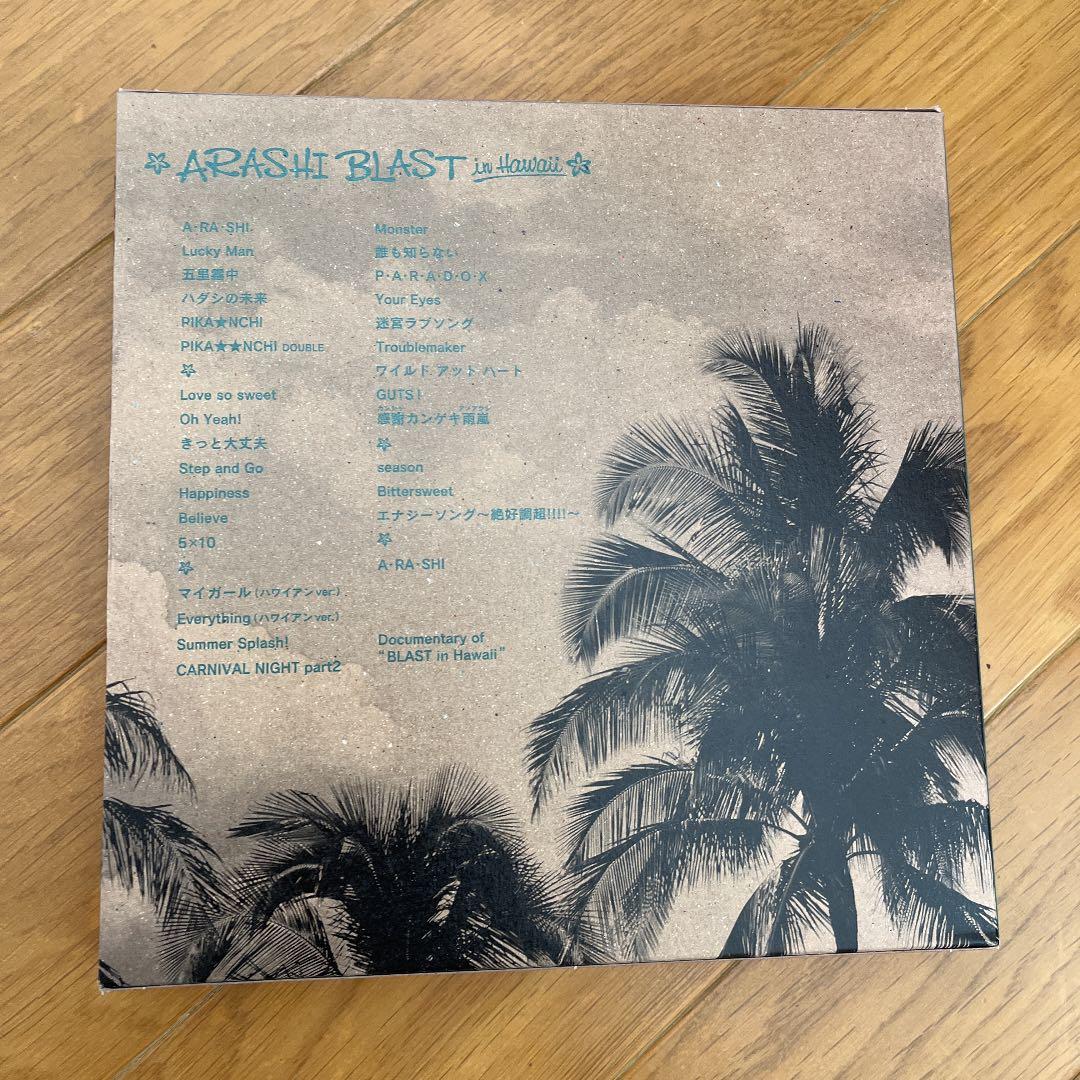 ARASHI BLAST in Hawaii
A・RA・SHI
Lucky Man
五里霧中
ハダシの未来
PIKA★NCHI
PIKA★★NCHI DOUBLE
Love so sweet
Oh Yeah!
きっと大丈夫
Step and Go
Happiness
Believe
5×10
マイガール(ハワイアンver.)
Everything(ハワイアンver.)
Summer Splash!
CARNIVAL NIGHT part2
Monster
誰も知らない
P・A・R・A・D・O・X
Your Eyes
迷宮ラブソング
Troublemaker
ワイルド アット ハート
GUTS!
感謝カンゲキ雨嵐
season
Bittersweet
エナジーソング〜絶好調超!!!!〜
A・RA・SHI
Documentary of
“BLAST in Hawaii”